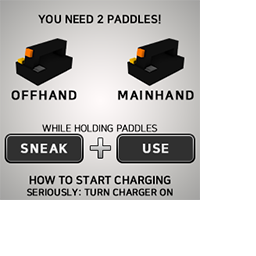 YOU NEED 2 PADDLES!
OFFHAND MAINHAND
WHILE HOLDING PADDLES
SNEAK + USE
HOW TO START CHARGING
SERIOUSLY: TURN CHARGER ON